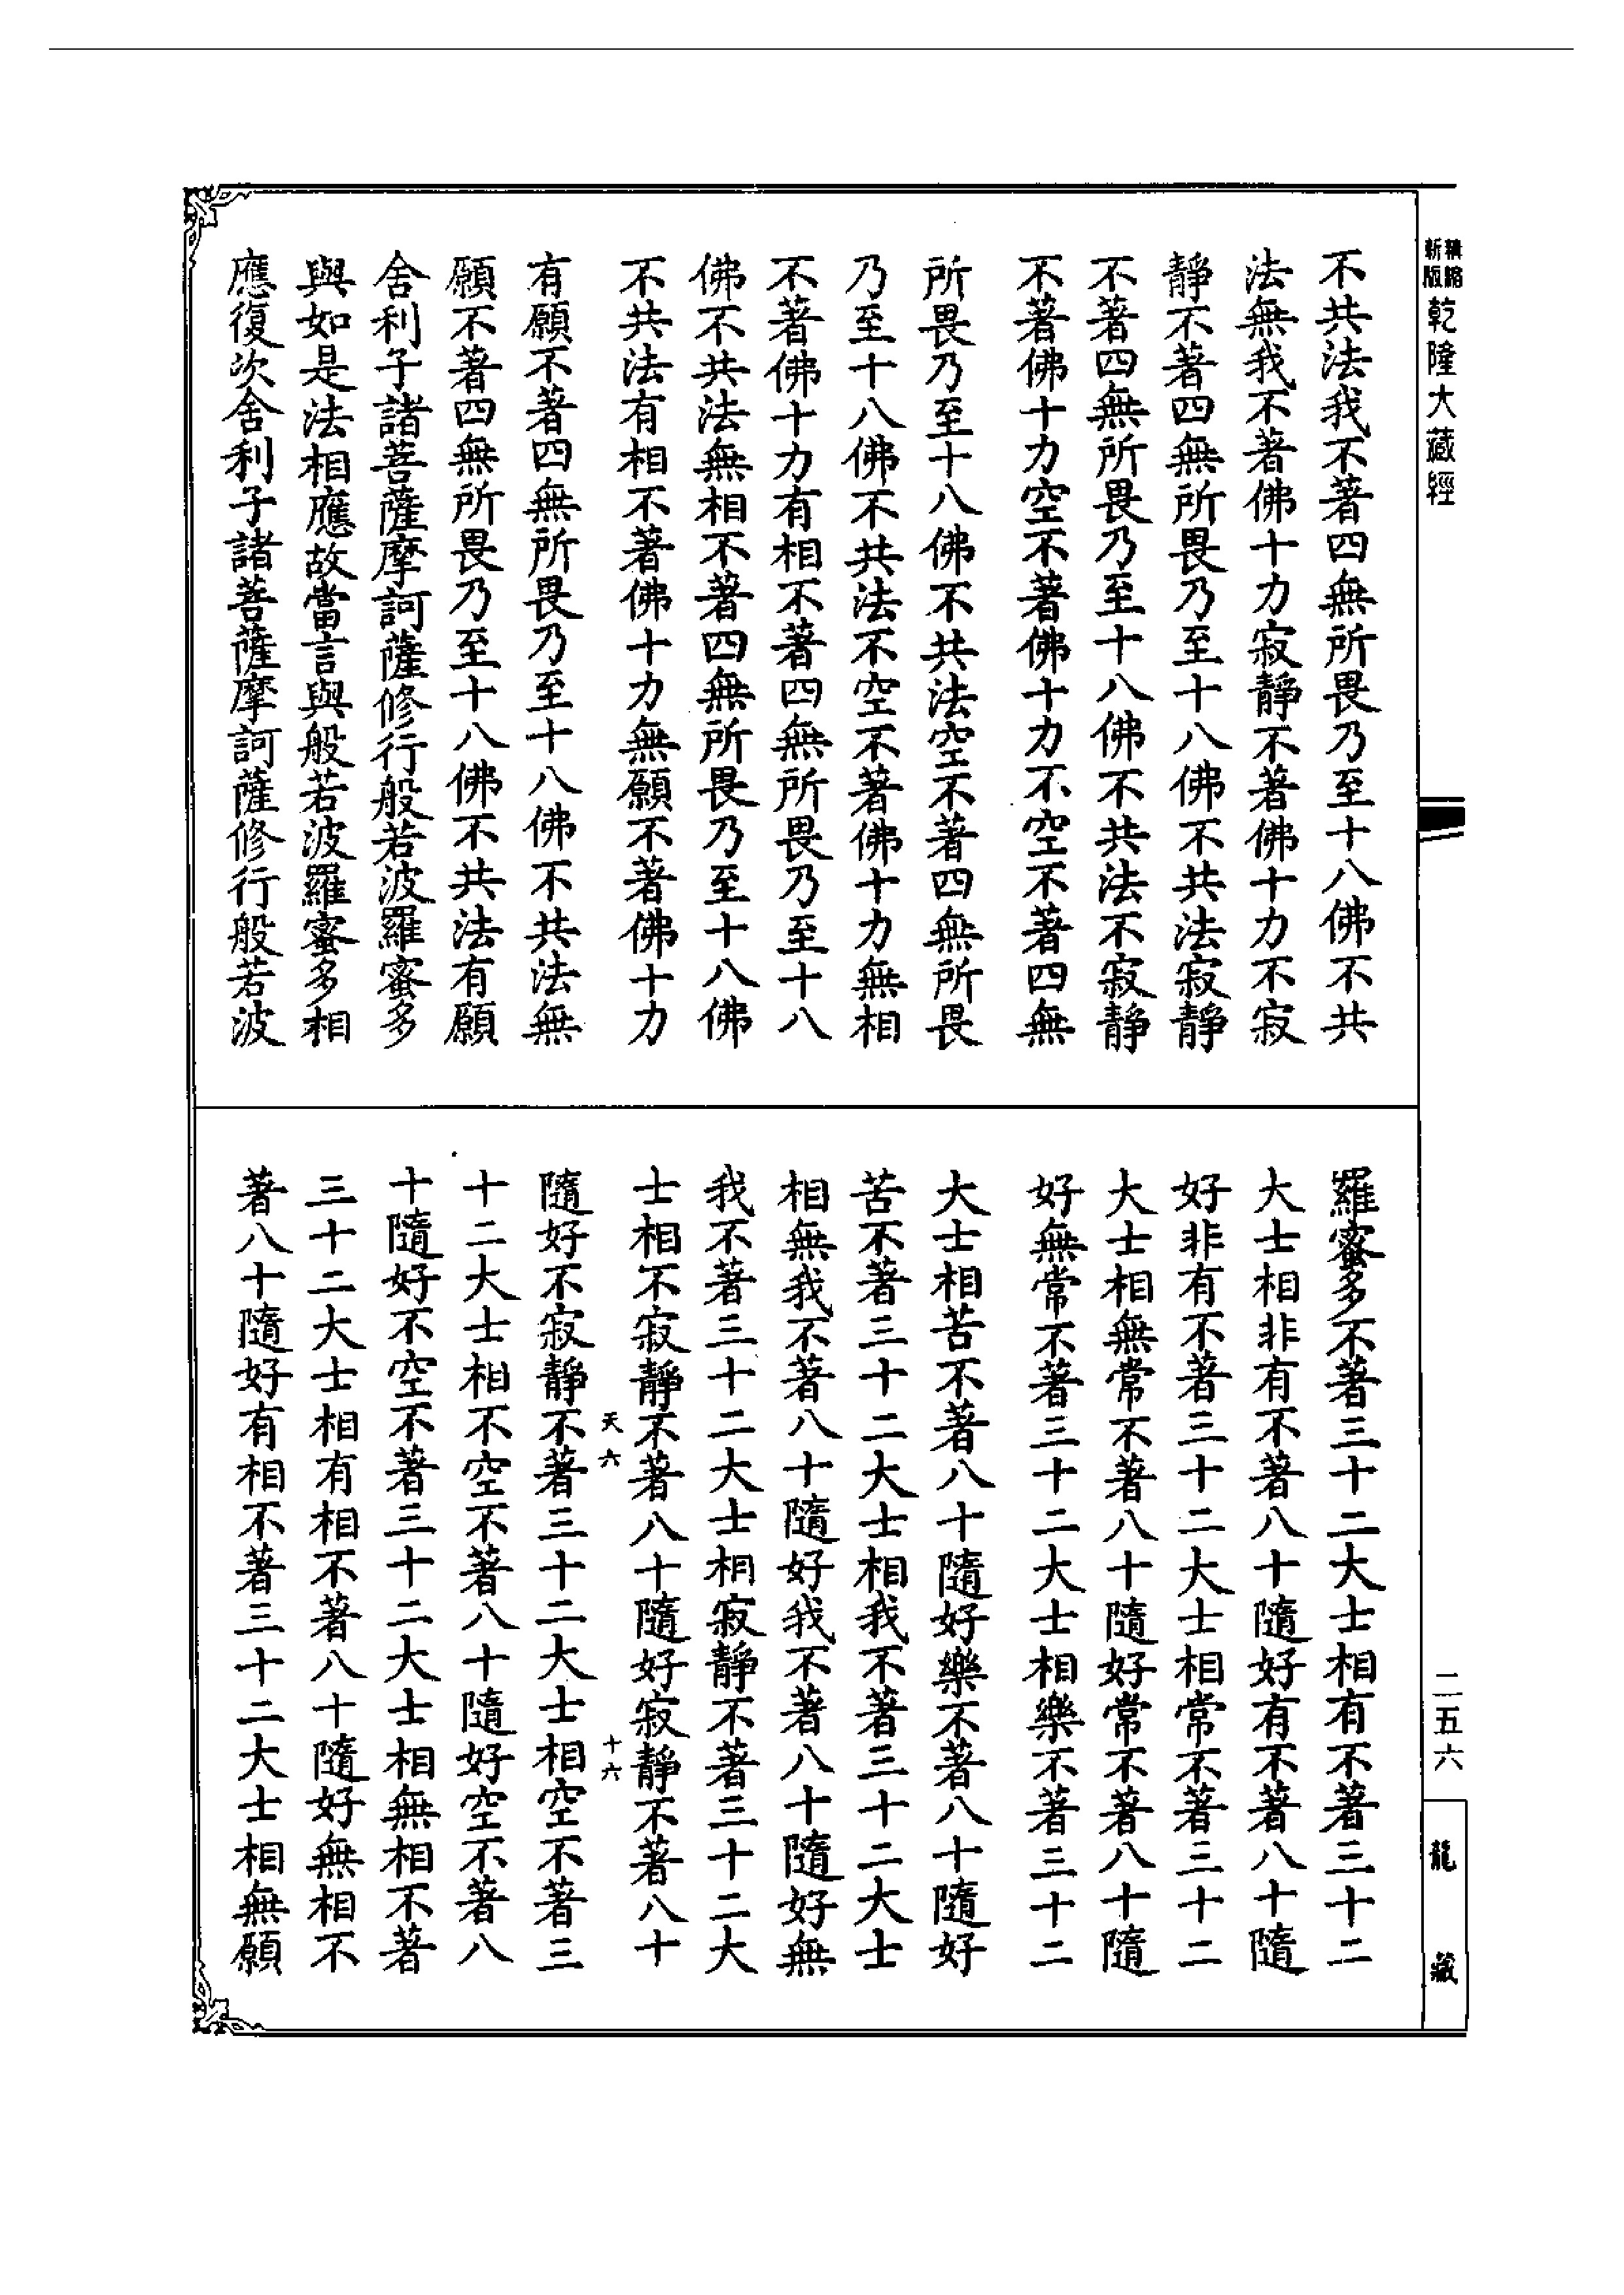 精縮新版乾隆大藏經
不共法我不著四無所畏乃至十八佛不共
法無我不著佛十力寂靜不著佛十力不寂
靜不著四無所畏乃至十八佛不共法寂靜
不著四無所畏乃至十八佛不共法不寂靜
不著佛十力空不著佛十力不空不著四無
所畏乃至十八佛不共法空不著四無所畏
乃至十八佛不共法不空不著佛十力無相
不著佛十力有相不著四無所畏乃至十八
佛不共法無相不著四無所畏乃至十八佛
不共法有相不著佛十力無願不著佛十力
有願不著四無所畏乃至十八佛不共法無
願不著四無所畏乃至十八佛不共法有願
舍利子諸菩薩摩訶薩修行般若波羅蜜多
與如是法相應故當言與般若波羅蜜多相
應復次舍利子諸菩薩摩訶薩修行般若波
羅蜜多不著三十二大士相有不著三十二
大士相非有不著八十隨好有不著八十隨
好非有不著三十二大士相常不著三十二
大士相無常不著八十隨好常不著八十隨
好無常不著三十二大士相樂不著三十二
大士相苦不著八十隨好樂不著八十隨好
苦不著三十二大士相我不著三十二大士
相無我不著八十隨好我不著八十隨好無
我不著三十二大士相寂靜不著三十二大
士相不寂靜不著八十隨好寂靜不著八十
天六 十六
隨好不寂靜不著三十二大士相空不著三
十二大士相不空不著八十隨好空不著八
十隨好不空不著三十二大士相無相不著
三十二大士相有相不著八十隨好無相不
著八十隨好有相不著三十二大士相無願
二五六
龍藏